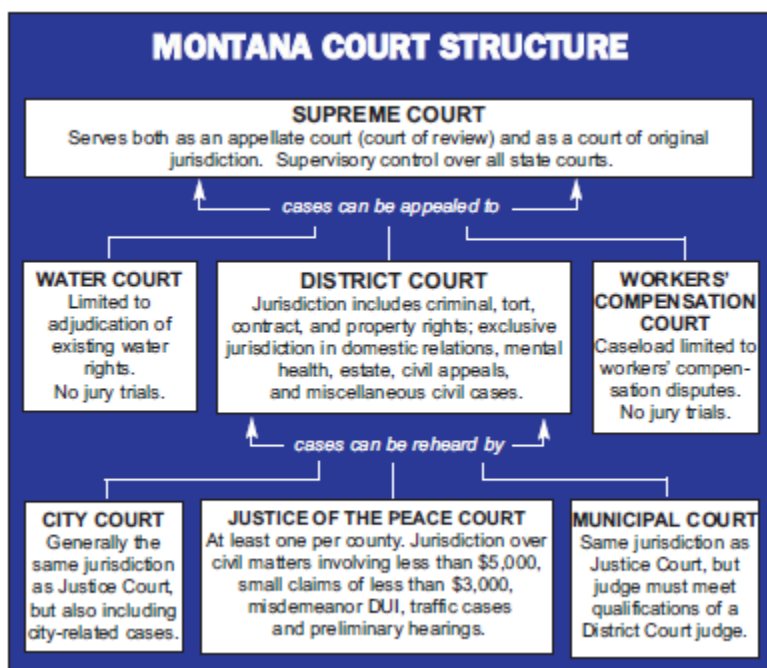 MONTANA COURT STRUCTURE
SUPREME COURT
Serves both as an appellate court (court of review) and as a court of original
jurisdiction. Supervisory control over all state courts.
cases can be appealed to
WATER COURT
Limited to
adjudication of
existing water
rights.
No jury trials.
DISTRICT COURT
Jurisdiction includes criminal, tort,
contract, and property rights; exclusive
jurisdiction in domestic relations, mental
health, estate, civil appeals,
and miscellaneous civil cases.
WORKERS'
COMPENSATION
COURT
Caseload limited to
workers' compen-
sation disputes.
No jury trials.
cases can be reheard by
CITY COURT
Generally the
same jurisdiction
as Justice Court,
but also including
city-related cases.
JUSTICE OF THE PEACE COURT
At least one per county. Jurisdiction over
civil matters involving less than $5,000,
small claims of less than $3,000,
misdemeanor DUI, traffic cases
and preliminary hearings.
MUNICIPAL COURT
Same jurisdiction as
Justice Court, but
judge must meet
qualifications of a
District Court judge.